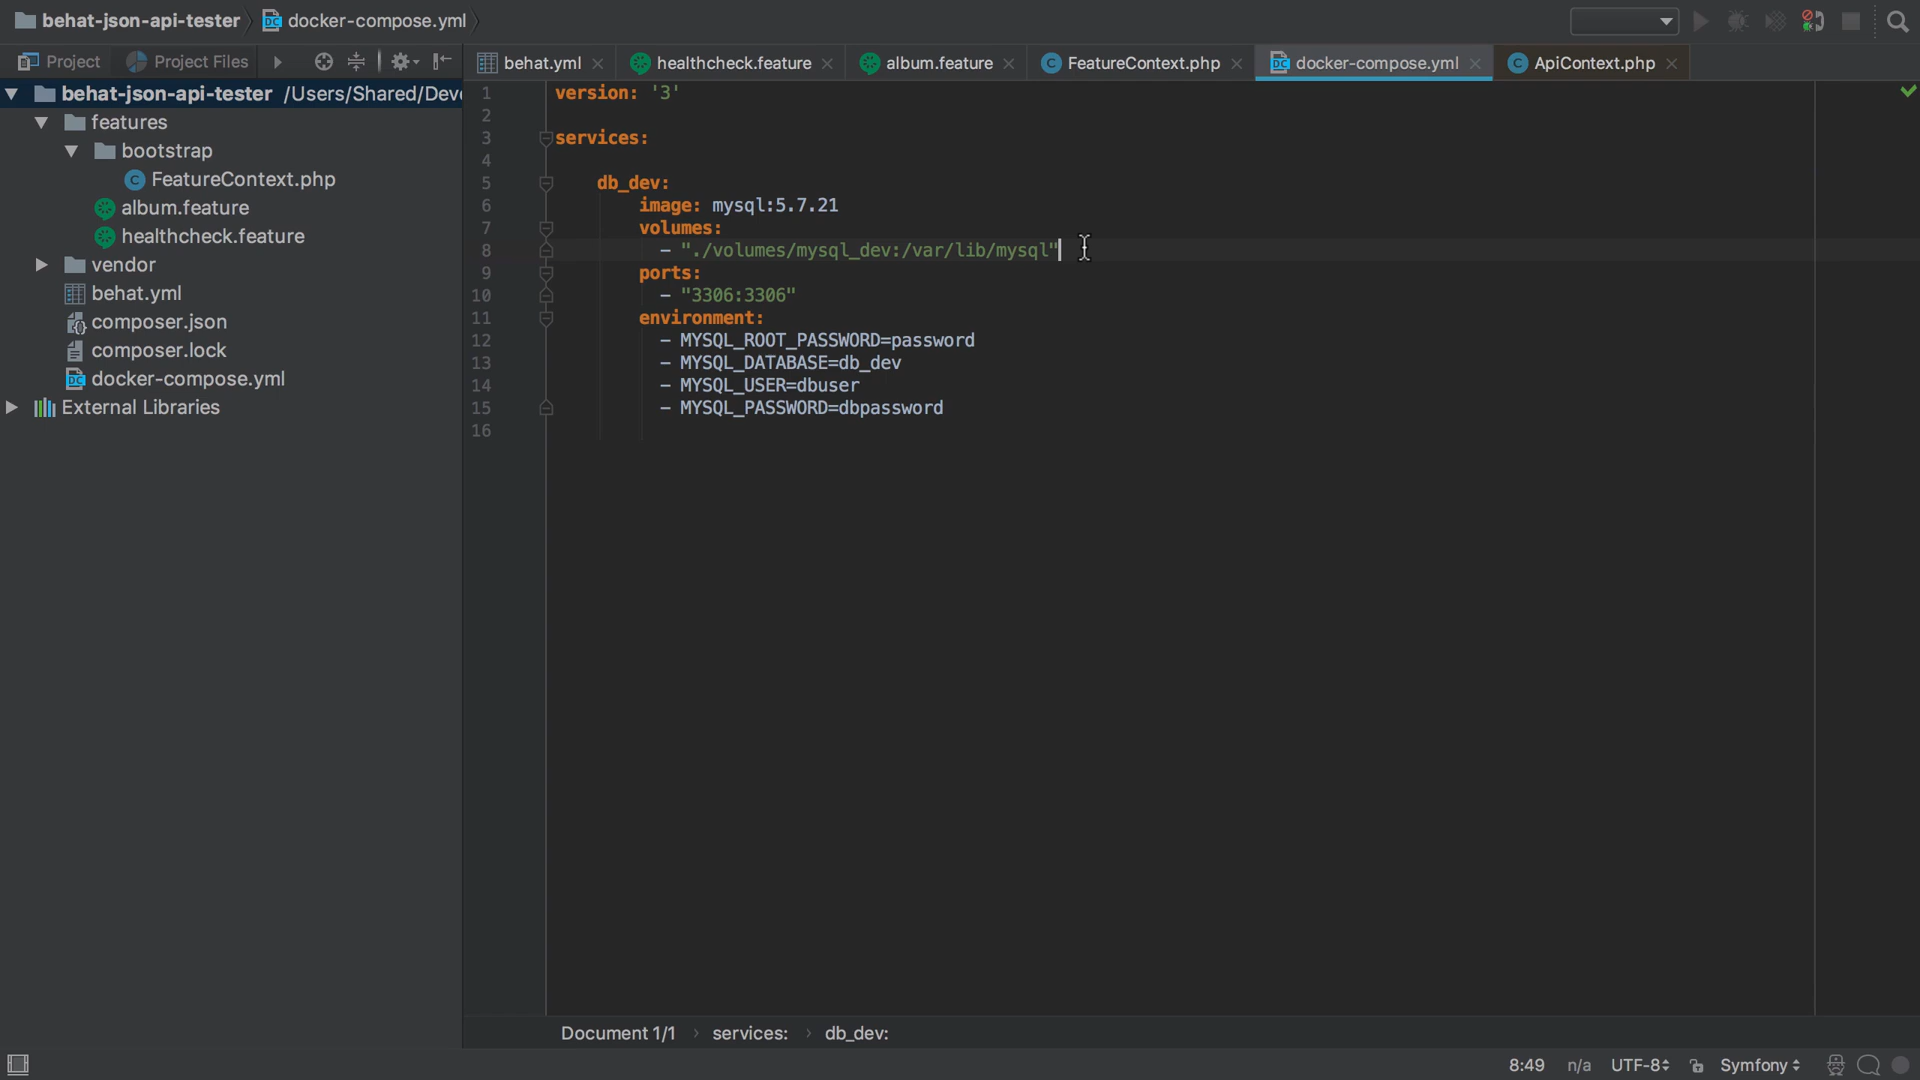 behat-json-api-tester docker-compose.yml
Project Project Files
behat.yml healthcheck.feature album.feature FeatureContext.php docker-compose.yml ApiContext.php
behat-json-api-tester /Users/Shared/Deve
features
bootstrap
FeatureContext.php
album.feature
healthcheck.feature
vendor
behat.yml
composer.json
composer.lock
docker-compose.yml
External Libraries
1 version: '3'
2
3 services:
4
5 db_dev:
6 image: mysql:5.7.21
7 volumes:
8 - "./volumes/mysql_dev:/var/lib/mysql"
9 ports:
10 - "3306:3306"
11 environment:
12 - MYSQL_ROOT_PASSWORD=password
13 - MYSQL_DATABASE=db_dev
14 - MYSQL_USER=dbuser
15 - MYSQL_PASSWORD=dbpassword
16
Document 1/1 services: db_dev:
8:49 n/a UTF-8 Symfony